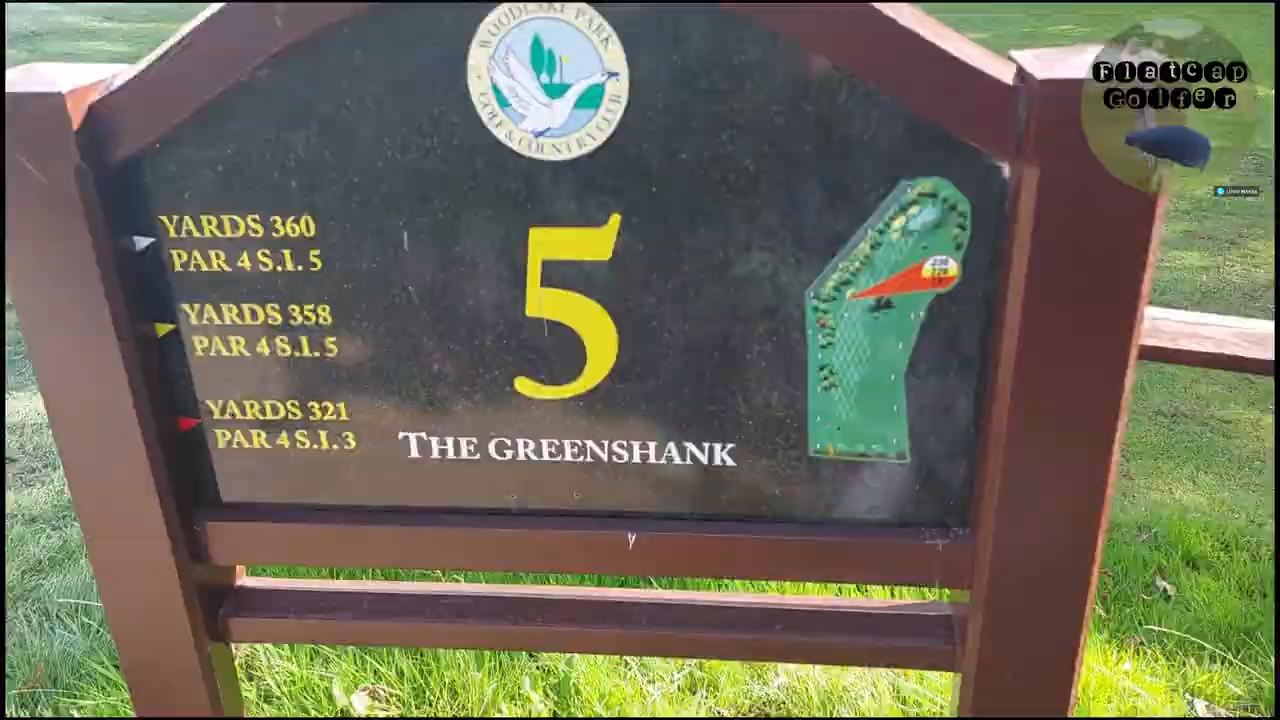 WOODLAKE PARK
GOLF & COUNTRY CLUB
Flatcap
Golfer
YARDS 360
PAR 4 S.I. 5
YARDS 358
PAR 4 S.I. 5
YARDS 321
PAR 4 S.I. 3
5
THE GREENSHANK